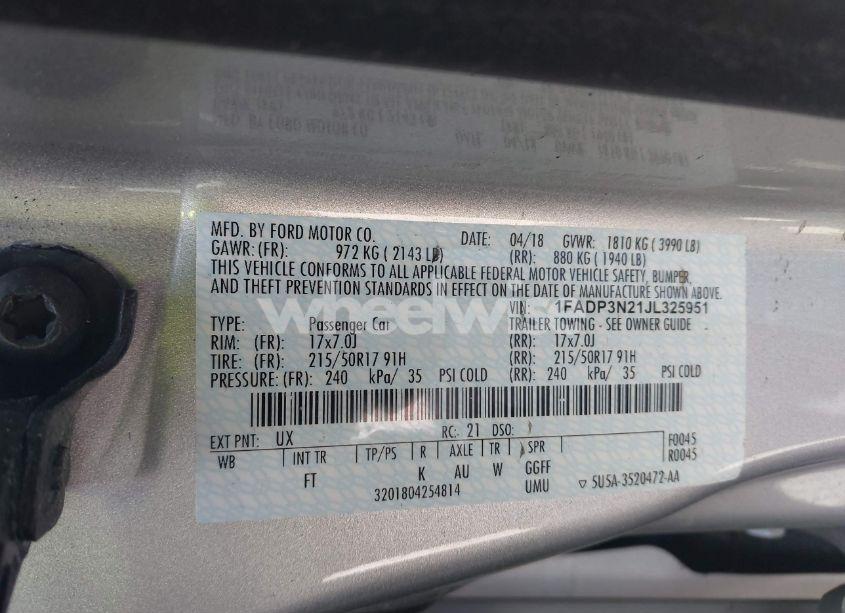 MFD. BY FORD MOTOR CO. DATE: 04/18 GVWR: 1810 KG ( 3990 LB)
GAWR: (FR): 972 KG ( 2143 LB) (RR): 880 KG ( 1940 LB)
THIS VEHICLE CONFORMS TO ALL APPLICABLE FEDERAL MOTOR VEHICLE SAFETY, BUMPER,
AND THEFT PREVENTION STANDARDS IN EFFECT ON THE DATE OF MANUFACTURE SHOWN ABOVE.
VIN: 1FADP3N21JL325951
TYPE: Passenger Car TRAILER TOWING - SEE OWNER GUIDE
RIM: (FR): 17x7.0J (RR): 17x7.0J
TIRE: (FR): 215/50R17 91H (RR): 215/50R17 91H
PRESSURE: (FR): 240 kPa/ 35 PSI COLD (RR): 240 kPa/ 35 PSI COLD
EXT PNT: UX RC: 21 DSO: F0045
WB INT TR TP/PS R AXLE TR SPR R0045
FT K AU W GGFF
3201804254814 UMU ▽ 5U5A-3520472-AA